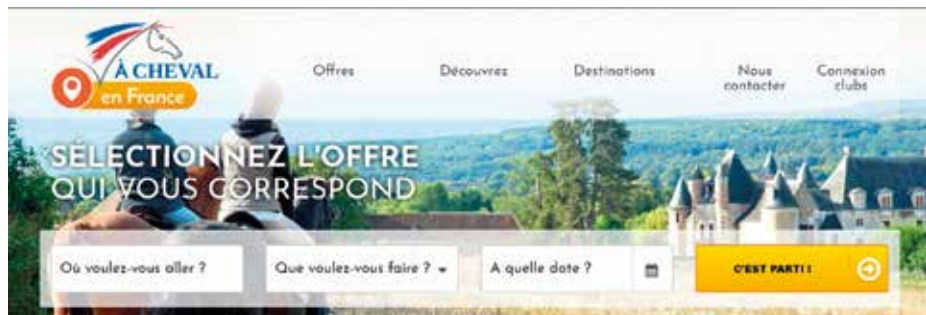 À CHEVAL
en France
Offres
Découvrez
Destinations
Nous
contacter
Connexion
clubs
SÉLECTIONNEZ L'OFFRE
QUI VOUS CORRESPOND
Où voulez-vous aller ?
Que voulez-vous faire ?
A quelle date ?
C'EST PARTI !